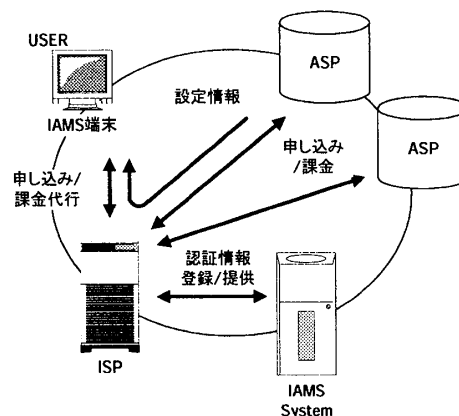 USER
ASP
IAMS端末
設定情報
ASP
申し込み/
課金代行
申し込み
/課金
認証情報
登録/提供
ISP
IAMS
System